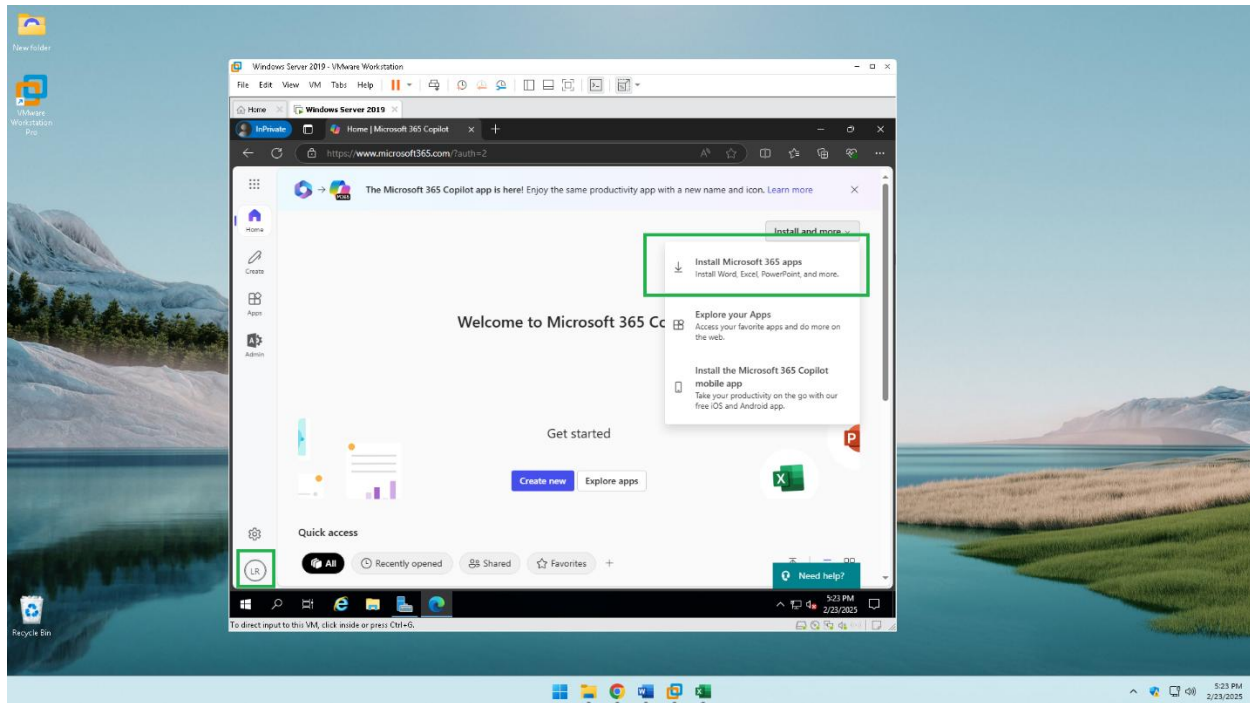 New folder
VMware
Workstation
Pro
Recycle Bin
Windows Server 2019 - VMware Workstation
File Edit View VM Tabs Help
Home
Windows Server 2019
InPrivate
Home | Microsoft 365 Copilot
https://www.microsoft365.com/?auth=2
M365
The Microsoft 365 Copilot app is here! Enjoy the same productivity app with a new name and icon. Learn more
Home
Create
Apps
Admin
Install and more
Install Microsoft 365 apps
Install Word, Excel, PowerPoint, and more.
Explore your Apps
Access your favorite apps and do more on
the web.
Install the Microsoft 365 Copilot
mobile app
Take your productivity on the go with our
free iOS and Android app.
Welcome to Microsoft 365 Co
Get started
Create new Explore apps
P
X
Quick access
LR
All Recently opened Shared Favorites
Need help?
5:23 PM
2/23/2025
To direct input to this VM, click inside or press Ctrl+G.
5:23 PM
2/23/2025